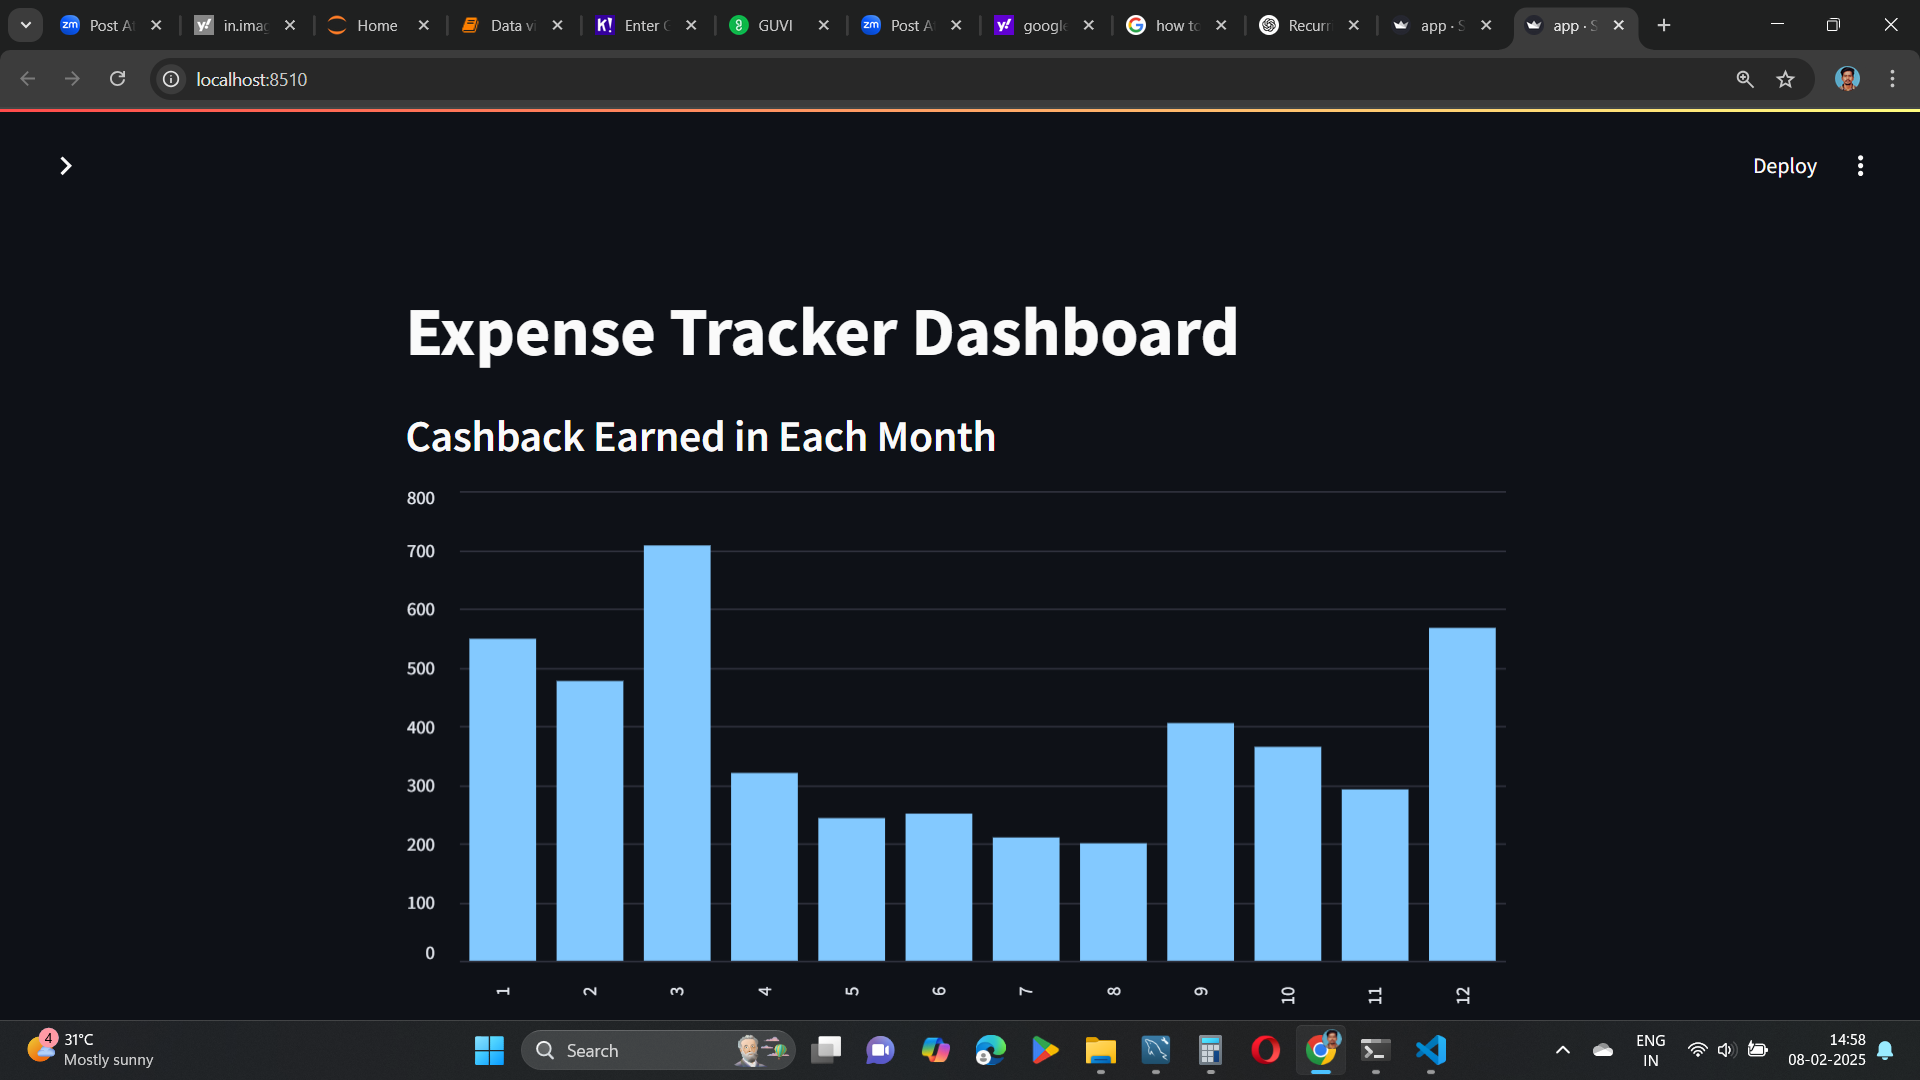 zm Post A
y! in.imag
Home
Data vi
K! Enter G
GUVI
zm Post A
y! google
G how to
Recurr
app · S
app · S
localhost:8510
Deploy
Expense Tracker Dashboard
Cashback Earned in Each Month
800
700
600
500
400
300
200
100
0
1 2 3 4 5 6 7 8 9 10 11 12
4
31°C
Mostly sunny
Search
ENG
IN
14:58
08-02-2025